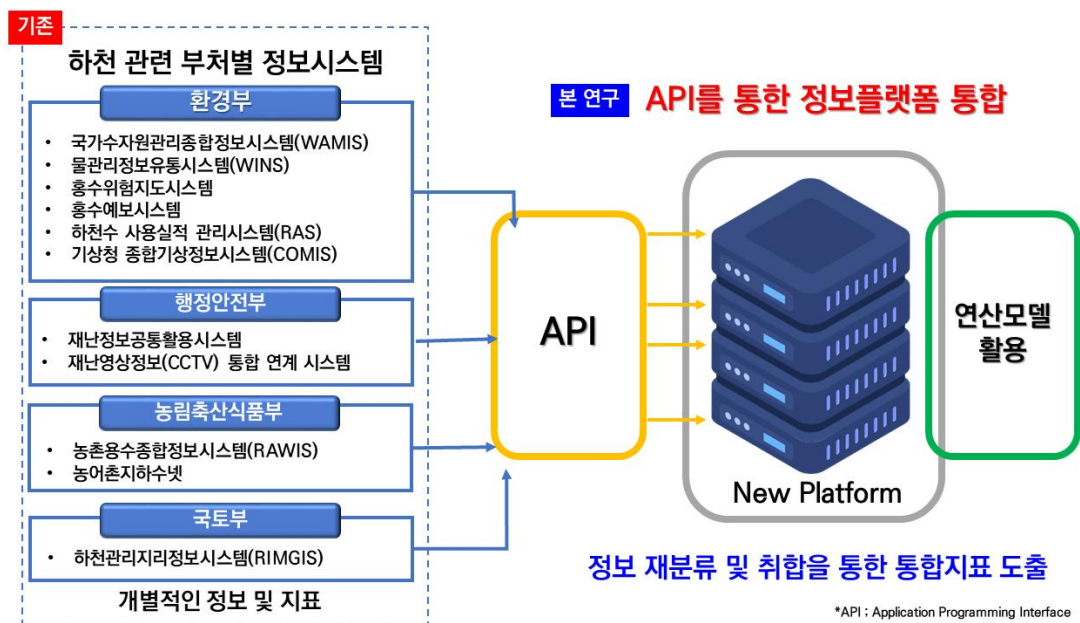 기존
하천 관련 부처별 정보시스템
환경부
• 국가수자원관리종합정보시스템(WAMIS)
• 물관리정보유통시스템(WINS)
• 홍수위험지도시스템
• 홍수예보시스템
• 하천수 사용실적 관리시스템(RAS)
• 기상청 종합기상정보시스템(COMIS)
행정안전부
• 재난정보공통활용시스템
• 재난영상정보(CCTV) 통합 연계 시스템
농림축산식품부
• 농촌용수종합정보시스템(RAWIS)
• 농어촌지하수넷
국토부
• 하천관리지리정보시스템(RIMGIS)
개별적인 정보 및 지표
본 연구 API를 통한 정보플랫폼 통합
API
New Platform
연산모델
활용
정보 재분류 및 취합을 통한 통합지표 도출
*API ; Application Programming Interface